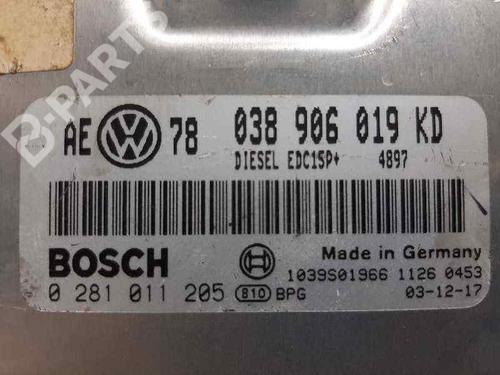 B-PARTS
AE VW 78 038 906 019 KD
DIESEL EDC15P+ 4897
BOSCH Made in Germany
1039S01966 1126 0453
0 281 011 205 810 BPG 03-12-17